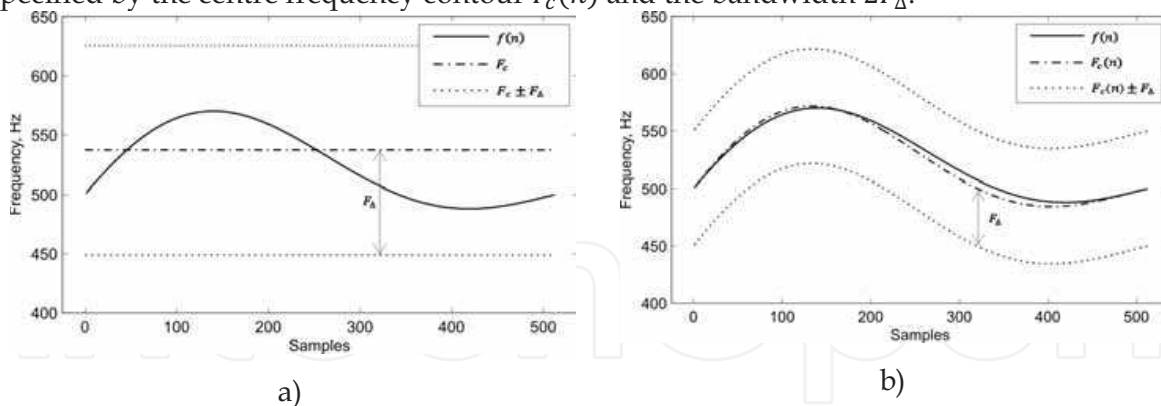 specified by the centre frequency contour F_c(n) and the bandwidth 2F_Δ.
650
600
550
500
450
400
Frequency, Hz
0 100 200 300 400 500
Samples
f(n)
F_c
F_c ± F_Δ
F_Δ
a)
650
600
550
500
450
400
Frequency, Hz
0 100 200 300 400 500
Samples
f(n)
F_c(n)
F_c(n) ± F_Δ
F_Δ
b)